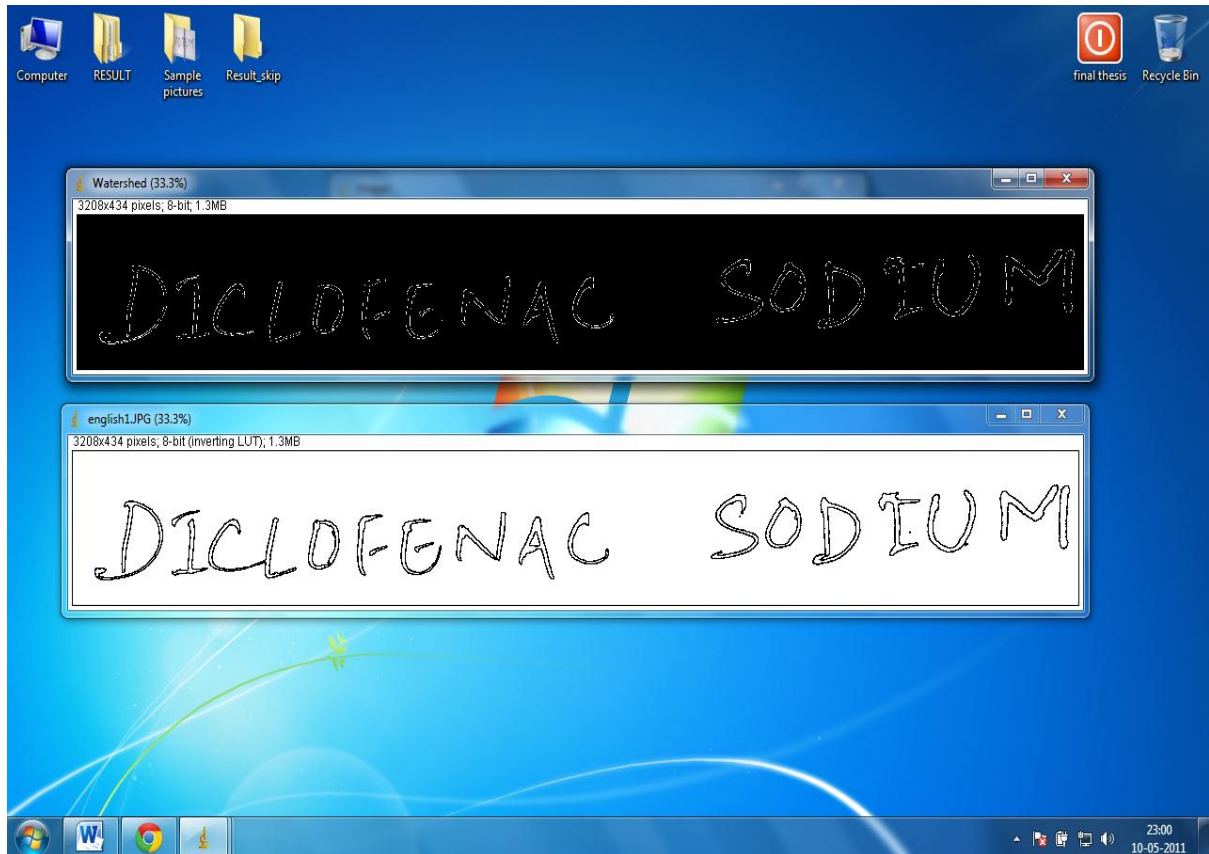 Computer RESULT Sample pictures Result_skip final thesis Recycle Bin
Watershed (33.3%)
3208x434 pixels; 8-bit; 1.3MB
DICLOFENAC SODIUM
english1.JPG (33.3%)
3208x434 pixels; 8-bit (inverting LUT); 1.3MB
DICLOFENAC SODIUM
W
23:00
10-05-2011